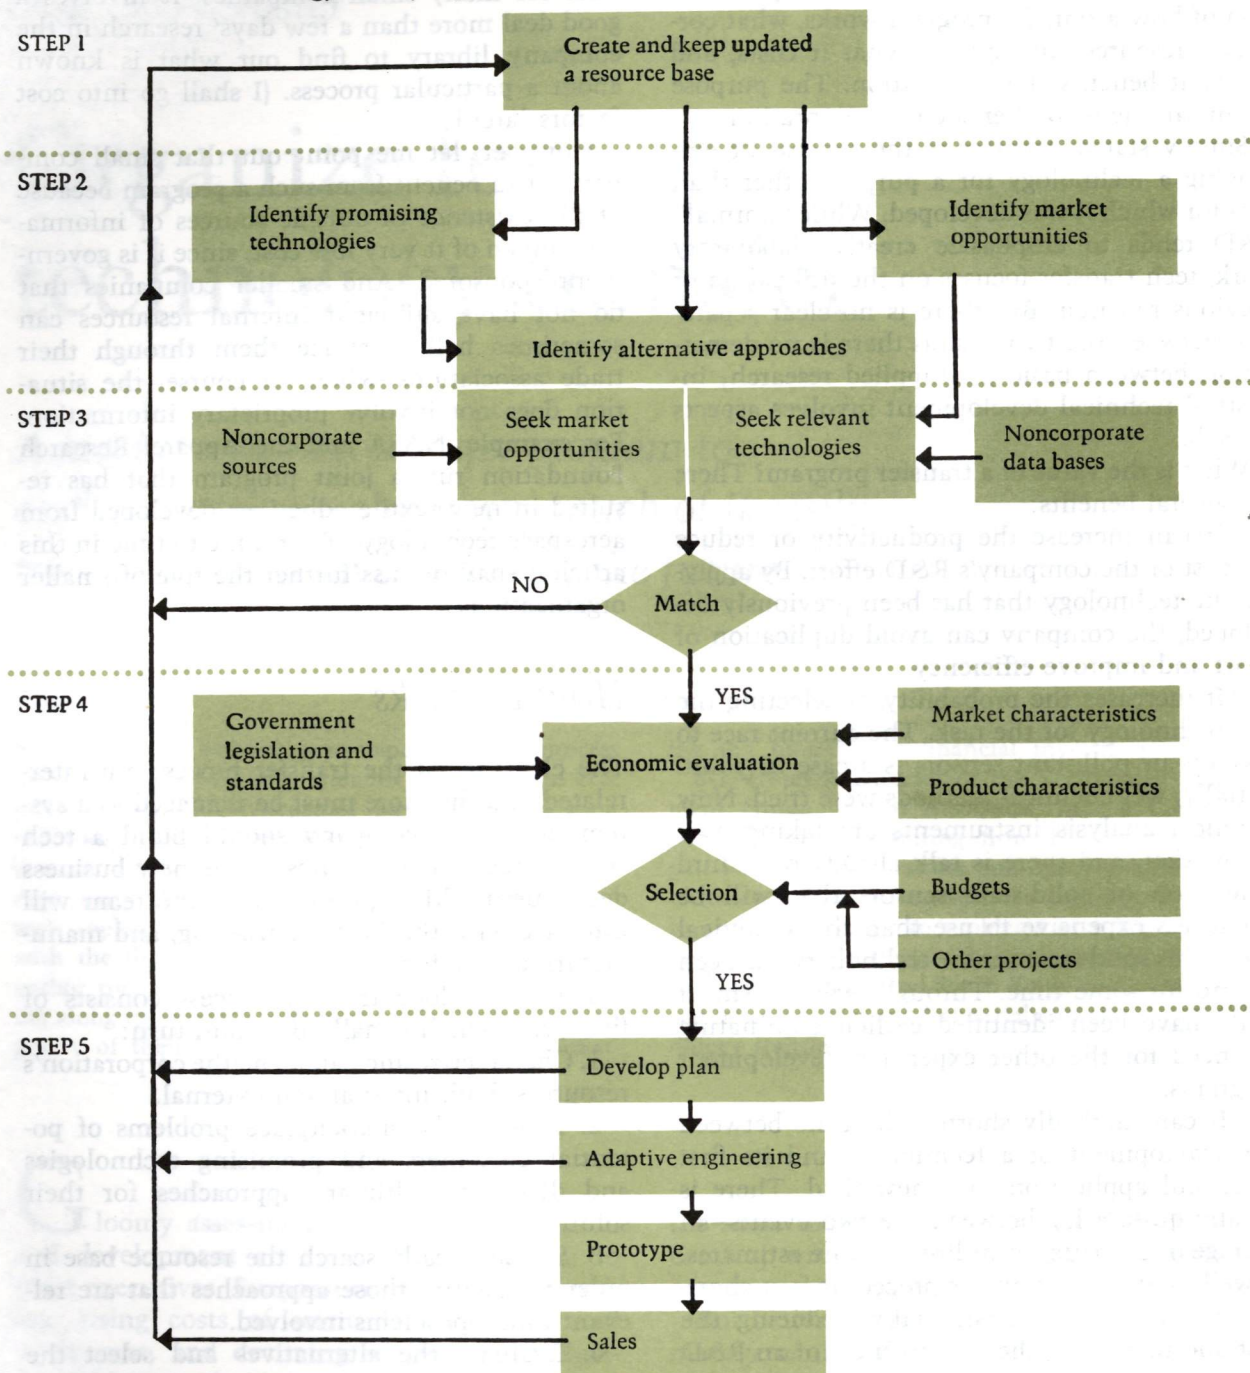 STEP 1
Create and keep updated
a resource base
STEP 2
Identify promising
technologies
Identify market
opportunities
Identify alternative approaches
STEP 3
Noncorporate
sources
Seek market
opportunities
Seek relevant
technologies
Noncorporate
data bases
NO
Match
YES
STEP 4
Government
legislation and
standards
Economic evaluation
Market characteristics
Product characteristics
Selection
Budgets
Other projects
YES
STEP 5
Develop plan
Adaptive engineering
Prototype
Sales